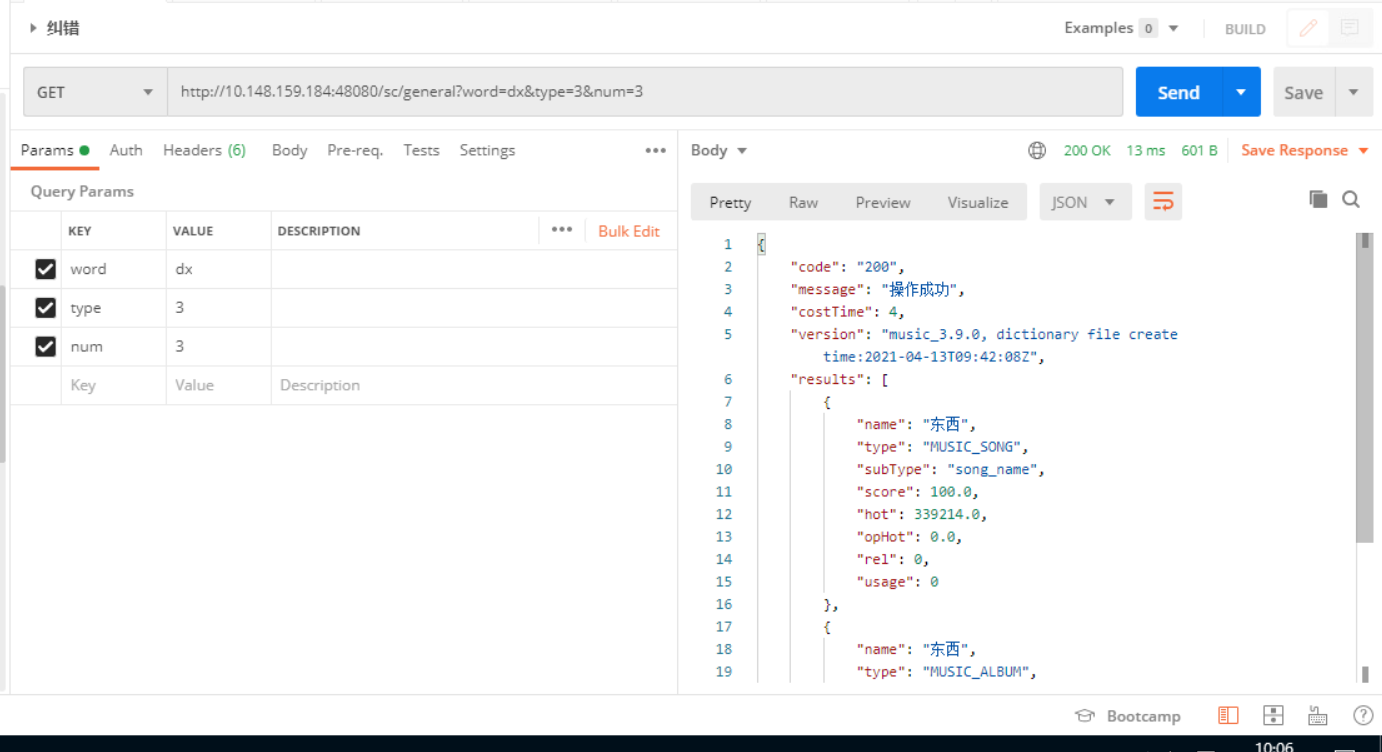 纠错
Examples 0
BUILD
GET
http://10.148.159.184:48080/sc/general?word=dx&type=3&num=3
Send
Save
Params Auth Headers (6) Body Pre-req. Tests Settings •••
Query Params
KEY VALUE DESCRIPTION ••• Bulk Edit
word dx
type 3
num 3
Key Value Description
Body 200 OK 13 ms 601 B Save Response
Pretty Raw Preview Visualize JSON
1 {
2 "code": "200",
3 "message": "操作成功",
4 "costTime": 4,
5 "version": "music_3.9.0, dictionary file create
time:2021-04-13T09:42:08Z",
6 "results": [
7 {
8 "name": "东西",
9 "type": "MUSIC_SONG",
10 "subType": "song_name",
11 "score": 100.0,
12 "hot": 339214.0,
13 "opHot": 0.0,
14 "rel": 0,
15 "usage": 0
16 },
17 {
18 "name": "东西",
19 "type": "MUSIC_ALBUM",
Bootcamp
10:06